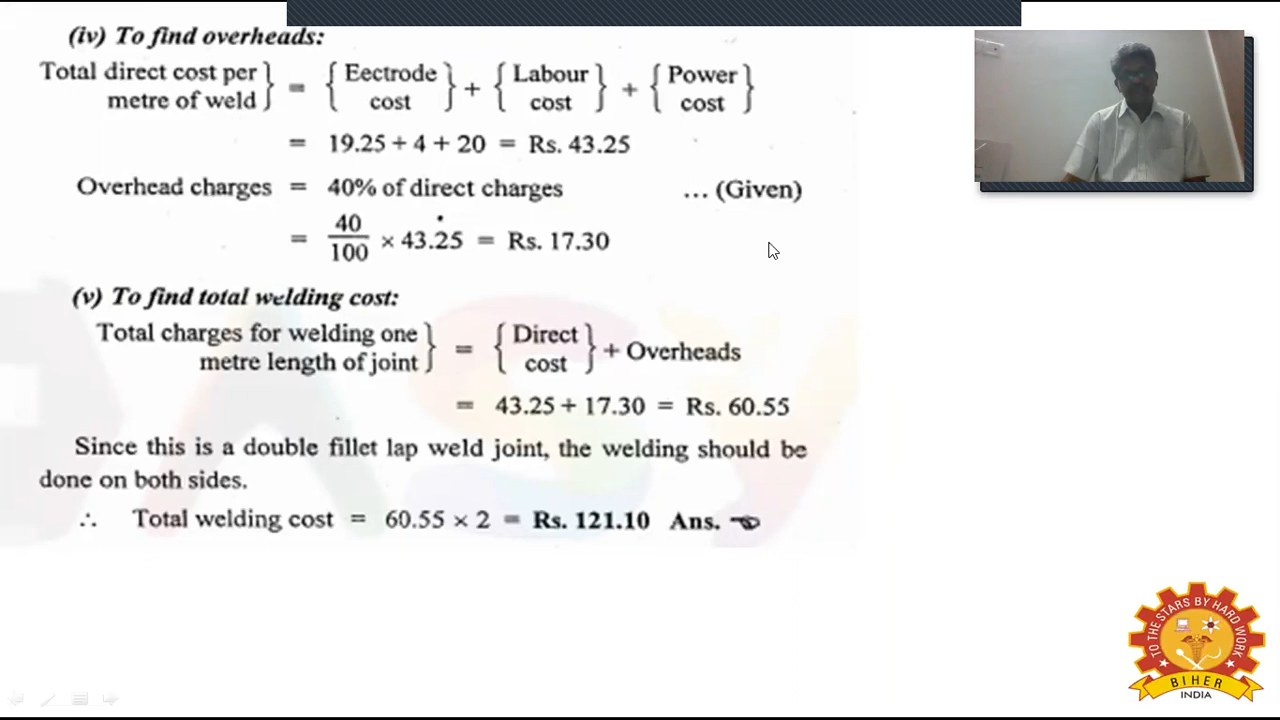 (iv) To find overheads:
Total direct cost per } = { Eectrode } + { Labour } + { Power }
metre of weld cost cost cost
= 19.25 + 4 + 20 = Rs. 43.25
Overhead charges = 40% of direct charges ... (Given)
= 40/100 × 43.25 = Rs. 17.30
(v) To find total welding cost:
Total charges for welding one } = { Direct } + Overheads
metre length of joint cost
= 43.25 + 17.30 = Rs. 60.55
Since this is a double fillet lap weld joint, the welding should be
done on both sides.
∴ Total welding cost = 60.55 × 2 = Rs. 121.10 Ans.
TO THE STARS BY HARD WORK
BIHER
INDIA